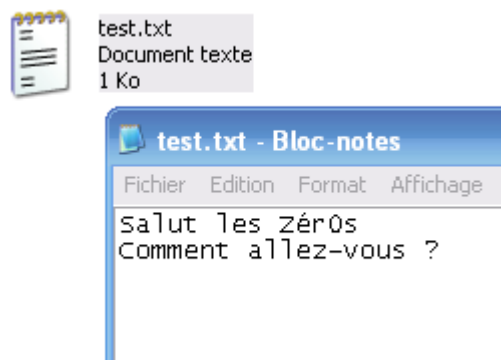 test.txt
Document texte
1 Ko
test.txt - Bloc-notes
Fichier Edition Format Affichage
Salut les Zér0s
Comment allez-vous ?